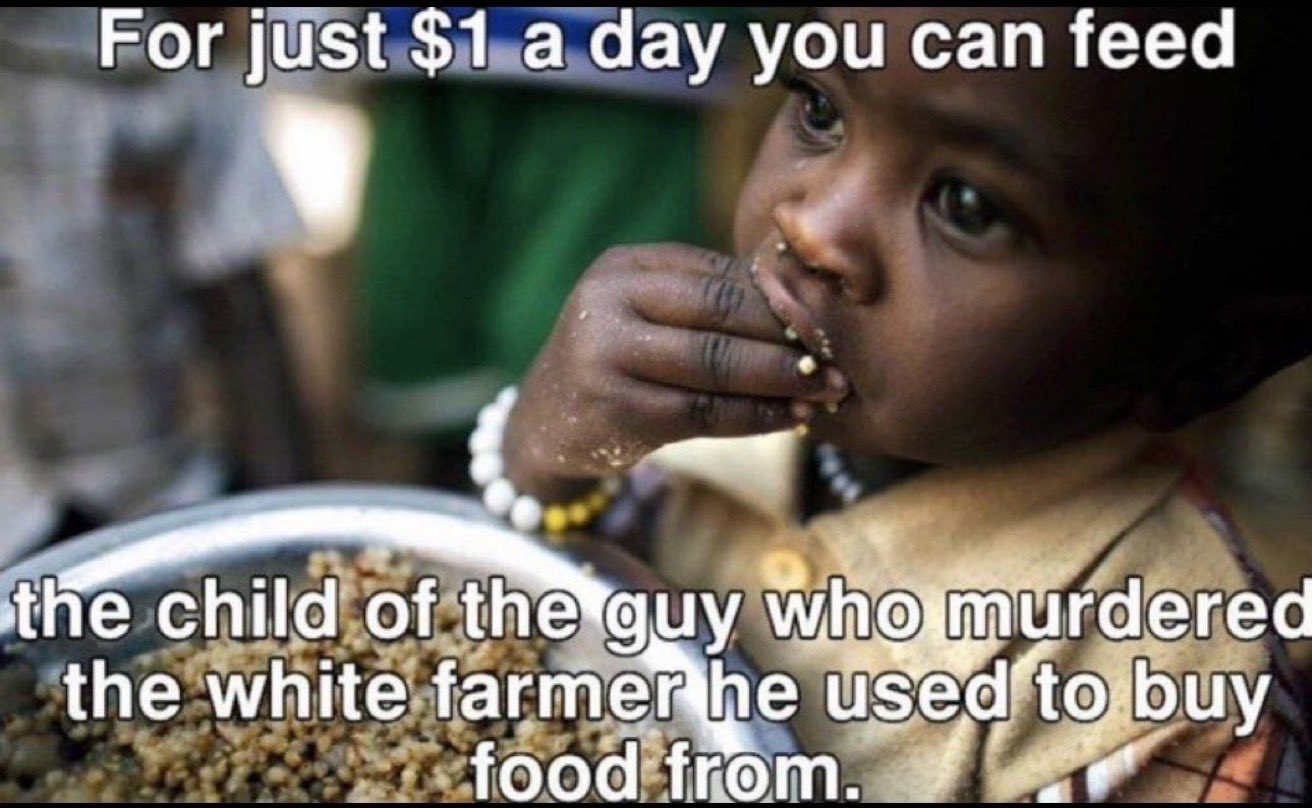 For just $1 a day you can feed
the child of the guy who murdered
the white farmer he used to buy
food from.